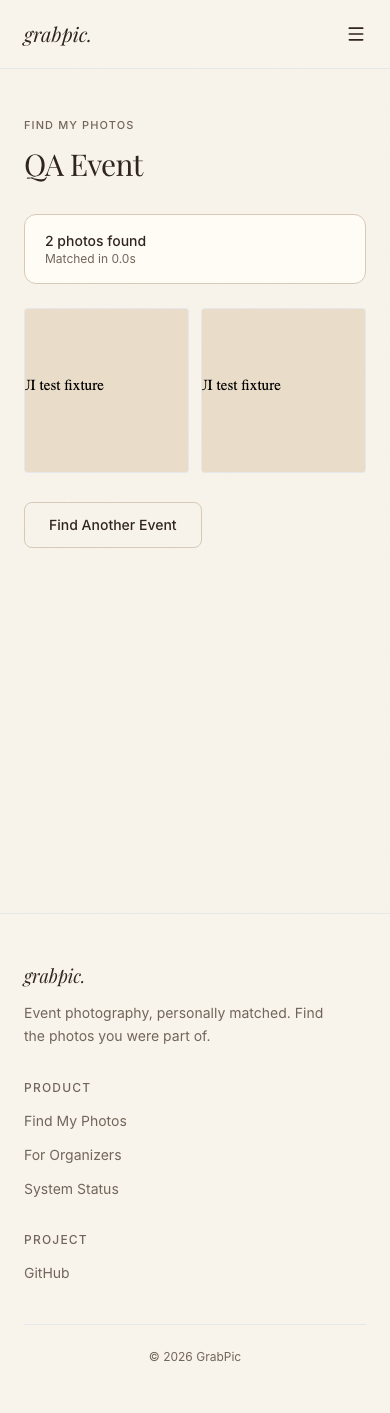 grabpic.
FIND MY PHOTOS
QA Event
2 photos found
Matched in 0.0s
UI test fixture
UI test fixture
Find Another Event
grabpic.
Event photography, personally matched. Find
the photos you were part of.
PRODUCT
Find My Photos
For Organizers
System Status
PROJECT
GitHub
© 2026 GrabPic